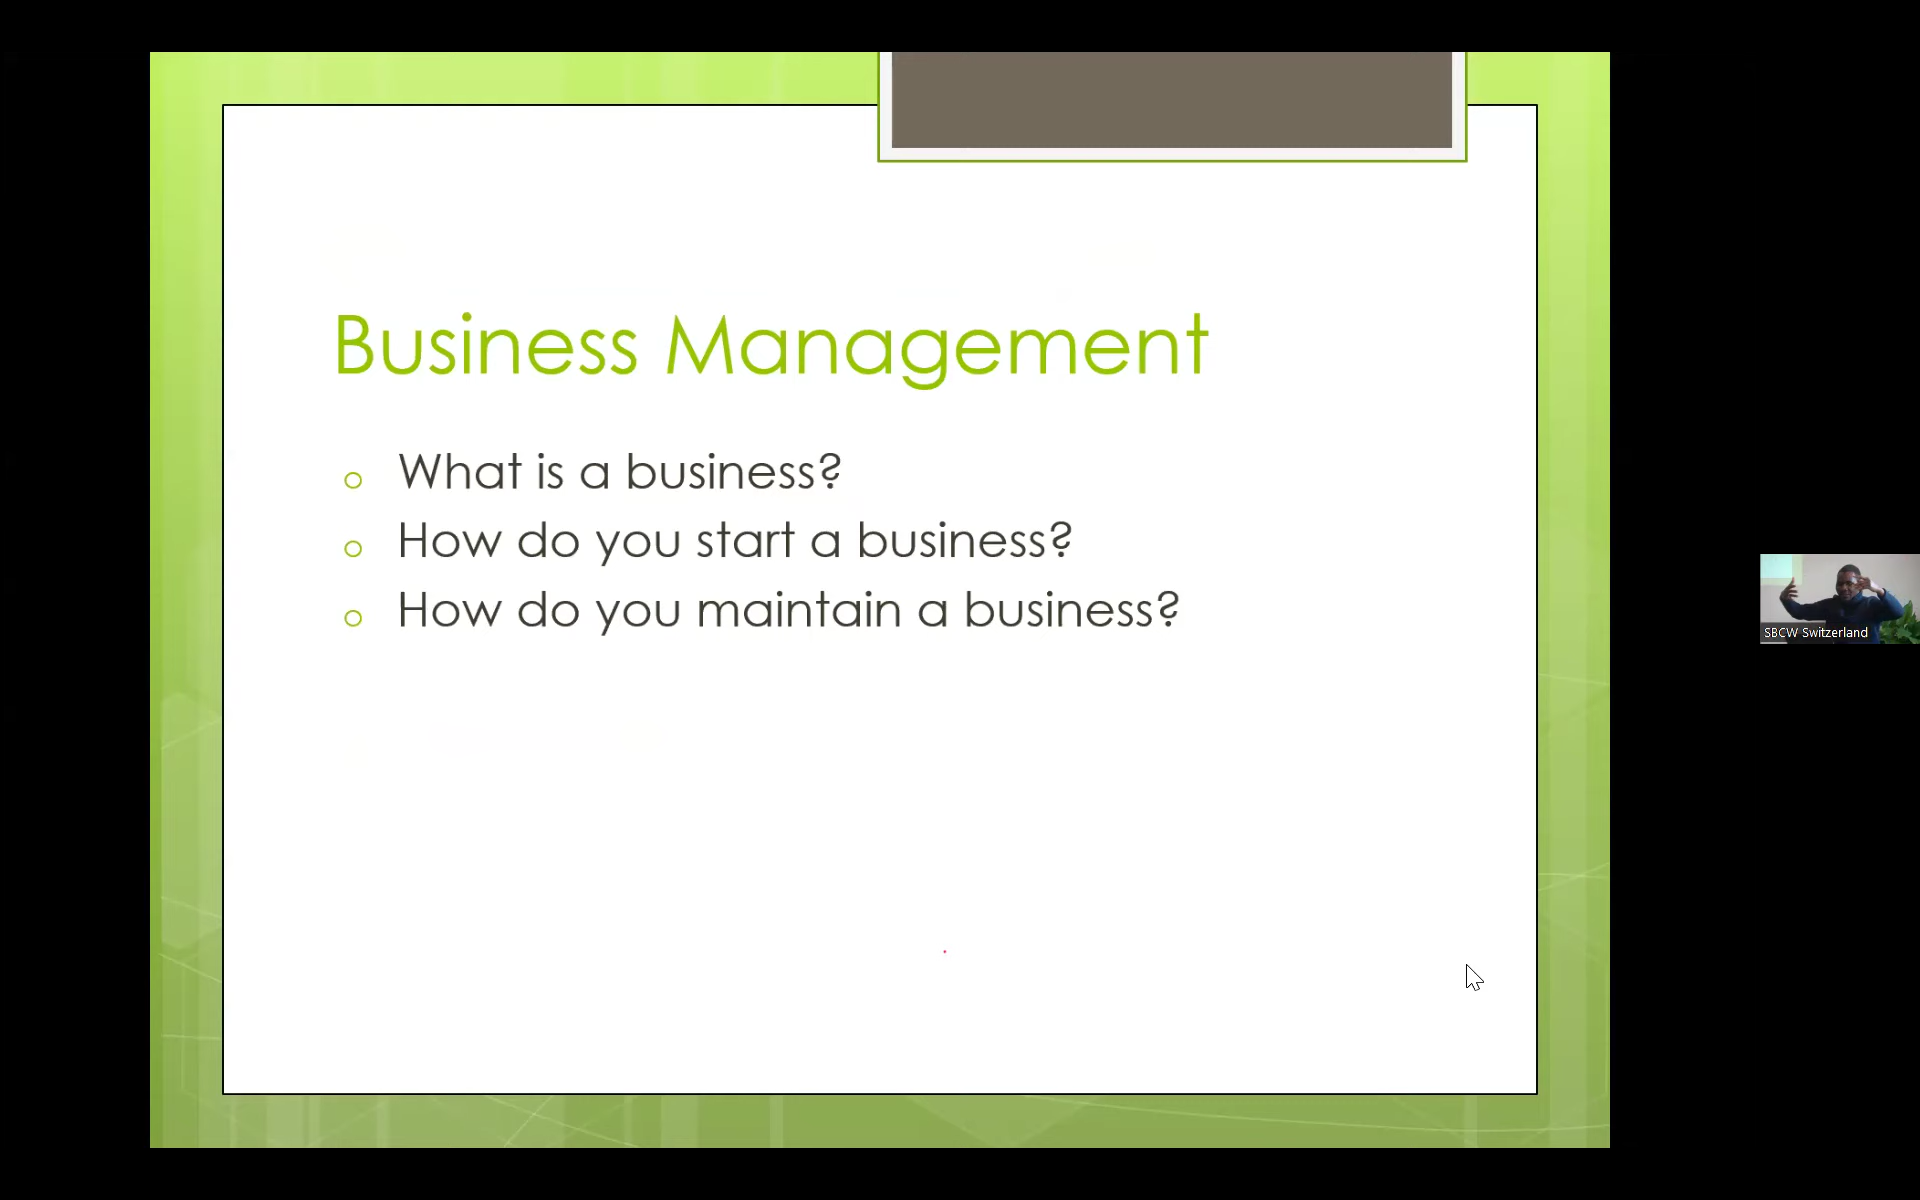 Business Management
What is a business?
How do you start a business?
How do you maintain a business?
SBCW Switzerland